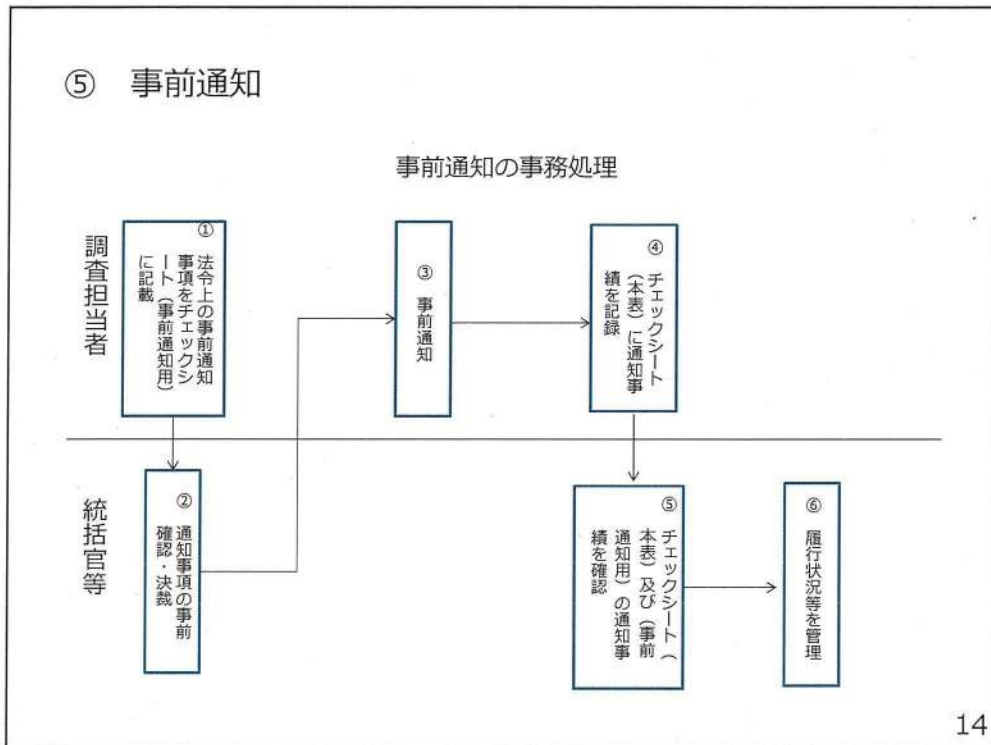 ⑤　事前通知
事前通知の事務処理
調査担当者
①
法令上の事前通知
事項をチェックシ
ート（事前通知用）
に記載
③　事前通知
④
チェックシート
（本表）に通知事
績を記録
統括官等
②
通知事項の事前
確認・決裁
⑤
チェックシート（
本表）及び（事前
通知用）の通知事
績を確認
⑥　履行状況等を管理
14